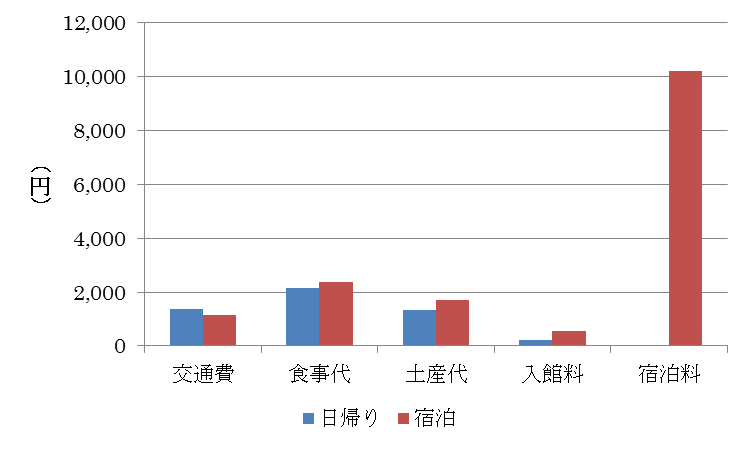 12,000
10,000
8,000
6,000
4,000
2,000
0
(円)
交通費
食事代
土産代
入館料
宿泊料
日帰り
宿泊